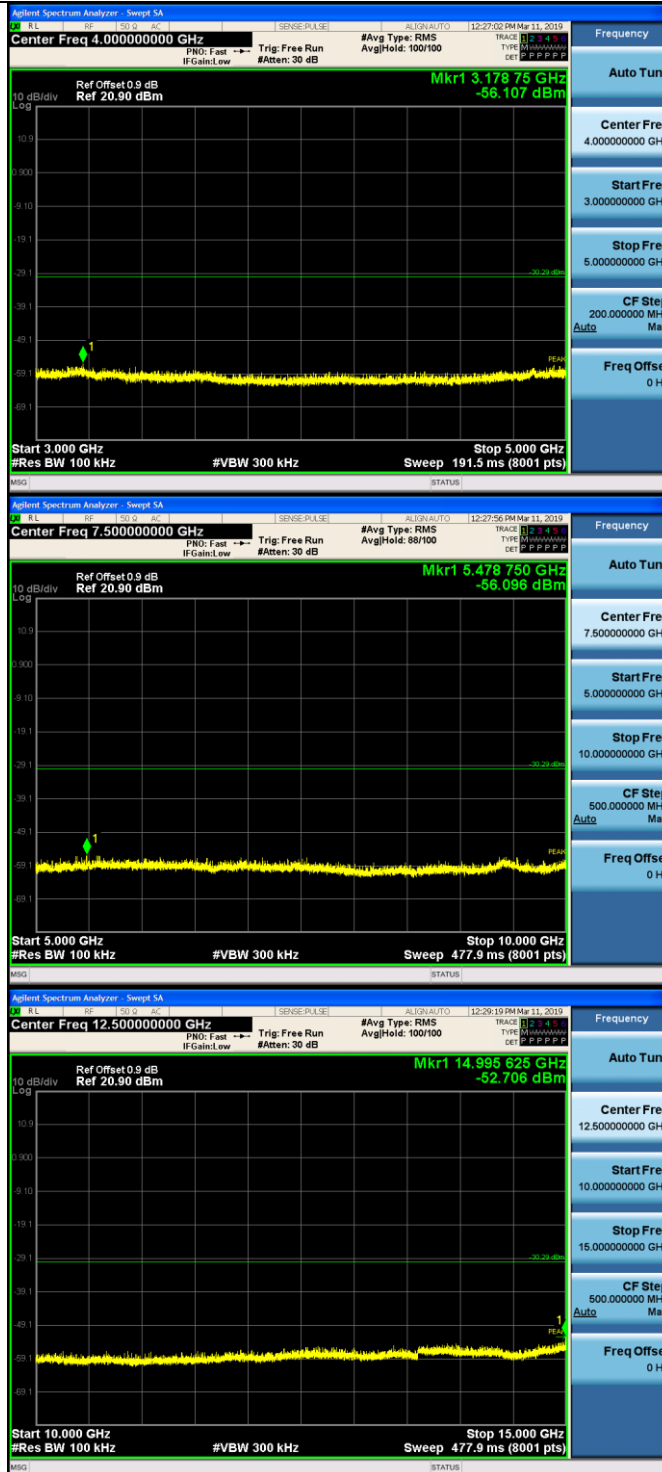 Agilent Spectrum Analyzer - Swept SA
RL RF 50 Ω AC SENSE:PULSE ALIGNAUTO 12:27:02 PM Mar 11, 2019
Center Freq 4.000000000 GHz #Avg Type: RMS TRACE 1 2 3 4 5 6
PNO: Fast Trig: Free Run Avg|Hold: 100/100 TYPE M
IFGain:Low #Atten: 30 dB DET P P P P P P
Frequency
Mkr1 3.178 75 GHz
Ref Offset 0.9 dB
-56.107 dBm
10 dB/div Ref 20.90 dBm
Log
Auto Tun
10.9
Center Fre
4.000000000 GH
0.900
-9.10
Start Fre
3.000000000 GH
-19.1
Stop Fre
5.000000000 GH
-29.1
-30.29 dBm
CF Step
200.000000 MH
Auto Ma
-39.1
-49.1
1
PEAK
Freq Offse
0 H
-59.1
-69.1
Start 3.000 GHz Stop 5.000 GHz
#Res BW 100 kHz #VBW 300 kHz Sweep 191.5 ms (8001 pts)
MSG STATUS
Agilent Spectrum Analyzer - Swept SA
RL RF 50 Ω AC SENSE:PULSE ALIGNAUTO 12:27:56 PM Mar 11, 2019
Center Freq 7.500000000 GHz #Avg Type: RMS TRACE 1 2 3 4 5 6
PNO: Fast Trig: Free Run Avg|Hold: 88/100 TYPE M
IFGain:Low #Atten: 30 dB DET P P P P P P
Frequency
Mkr1 5.478 750 GHz
Ref Offset 0.9 dB
-56.096 dBm
10 dB/div Ref 20.90 dBm
Log
Auto Tun
10.9
Center Fre
7.500000000 GH
0.900
-9.10
Start Fre
5.000000000 GH
-19.1
Stop Fre
10.000000000 GH
-29.1
-30.29 dBm
CF Step
500.000000 MH
Auto Ma
-39.1
-49.1
1
PEAK
Freq Offse
0 H
-59.1
-69.1
Start 5.000 GHz Stop 10.000 GHz
#Res BW 100 kHz #VBW 300 kHz Sweep 477.9 ms (8001 pts)
MSG STATUS
Agilent Spectrum Analyzer - Swept SA
RL RF 50 Ω AC SENSE:PULSE ALIGNAUTO 12:29:19 PM Mar 11, 2019
Center Freq 12.500000000 GHz #Avg Type: RMS TRACE 1 2 3 4 5 6
PNO: Fast Trig: Free Run Avg|Hold: 100/100 TYPE M
IFGain:Low #Atten: 30 dB DET P P P P P P
Frequency
Mkr1 14.995 625 GHz
Ref Offset 0.9 dB
-52.706 dBm
10 dB/div Ref 20.90 dBm
Log
Auto Tun
10.9
Center Fre
12.500000000 GH
0.900
-9.10
Start Fre
10.000000000 GH
-19.1
Stop Fre
15.000000000 GH
-29.1
-30.29 dBm
CF Step
500.000000 MH
Auto Ma
-39.1
-49.1
1
PEAK
Freq Offse
0 H
-59.1
-69.1
Start 10.000 GHz Stop 15.000 GHz
#Res BW 100 kHz #VBW 300 kHz Sweep 477.9 ms (8001 pts)
MSG STATUS